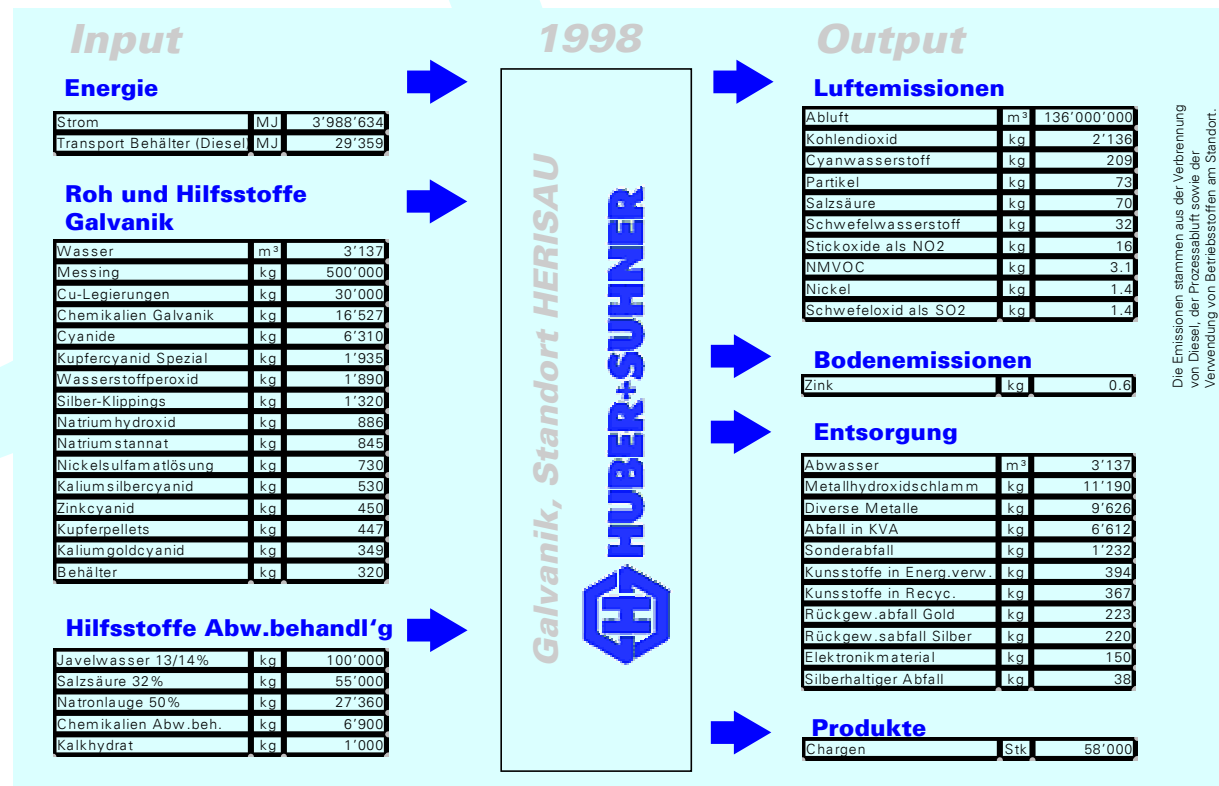 Input
Energie
Strom MJ 3’988’634
Transport Behälter (Diesel) MJ 29’359
Roh und Hilfsstoffe
Galvanik
Wasser m³ 3’137
Messing kg 500’000
Cu-Legierungen kg 30’000
Chemikalien Galvanik kg 16’527
Cyanide kg 6’310
Kupfercyanid Spezial kg 1’935
Wasserstoffperoxid kg 1’890
Silber-Klippings kg 1’320
Natriumhydroxid kg 886
Natriumstannat kg 845
Nickelsulfamatlösung kg 730
Kaliumsilbercyanid kg 530
Zinkcyanid kg 450
Kupferpellets kg 447
Kaliumgoldcyanid kg 349
Behälter kg 320
Hilfsstoffe Abw.behandl‘g
Javelwasser 13/14% kg 100’000
Salzsäure 32% kg 55’000
Natronlauge 50% kg 27’360
Chemikalien Abw.beh. kg 6’900
Kalkhydrat kg 1’000
1998
Galvanik, Standort HERISAU
HUBER+SUHNER
Output
Luftemissionen
Abluft m³ 136’000’000
Kohlendioxid kg 2’136
Cyanwasserstoff kg 209
Partikel kg 73
Salzsäure kg 70
Schwefelwasserstoff kg 32
Stickoxide als NO2 kg 16
NMVOC kg 3.1
Nickel kg 1.4
Schwefeloxid als SO2 kg 1.4
Bodenemissionen
Zink kg 0.6
Entsorgung
Abwasser m³ 3’137
Metallhydroxidschlamm kg 11’190
Diverse Metalle kg 9’626
Abfall in KVA kg 6’612
Sonderabfall kg 1’232
Kunsstoffe in Energ.verw. kg 394
Kunsstoffe in Recyc. kg 367
Rückgew.abfall Gold kg 223
Rückgew.sabfall Silber kg 220
Elektronikmaterial kg 150
Silberhaltiger Abfall kg 38
Produkte
Chargen Stk 58’000
Die Emissionen stammen aus der Verbrennung
von Diesel, der Prozessabluft sowie der
Verwendung von Betriebsstoffen am Standort.